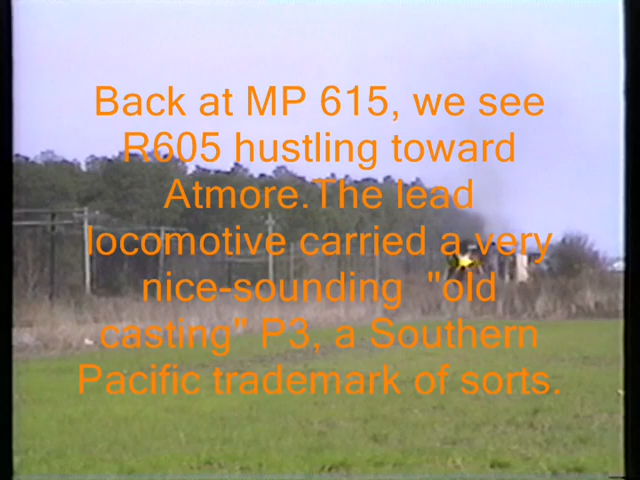 Back at MP 615, we see
R605 hustling toward
Atmore.The lead
locomotive carried a very
nice-sounding  "old
casting" P3, a Southern
Pacific trademark of sorts.